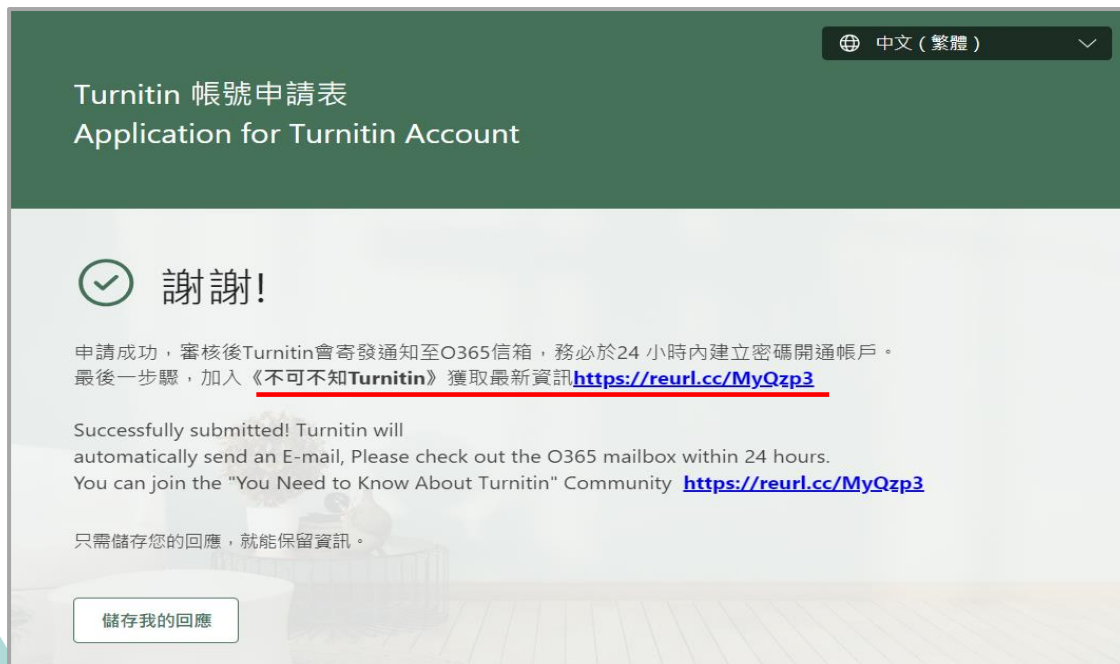 中文 ( 繁體 )
Turnitin 帳號申請表
Application for Turnitin Account
謝謝!
申請成功，審核後Turnitin會寄發通知至O365信箱，務必於24 小時內建立密碼開通帳戶。
最後一步驟，加入《不可不知Turnitin》獲取最新資訊https://reurl.cc/MyQzp3
Successfully submitted! Turnitin will
automatically send an E-mail, Please check out the O365 mailbox within 24 hours.
You can join the "You Need to Know About Turnitin" Community https://reurl.cc/MyQzp3
只需儲存您的回應，就能保留資訊。
儲存我的回應